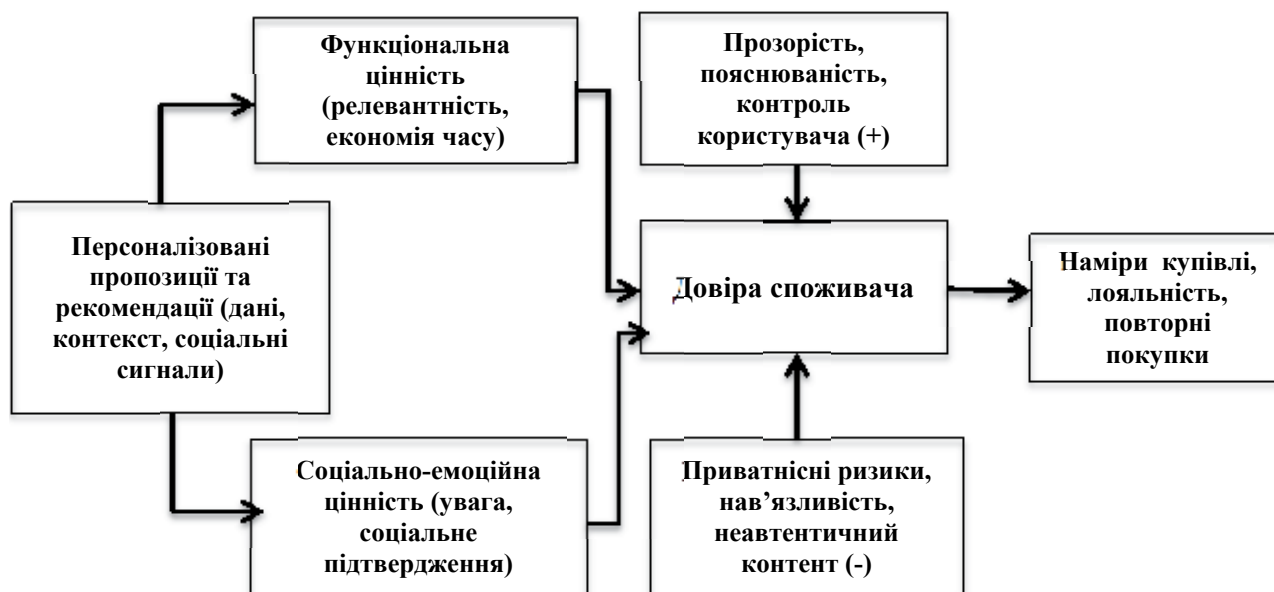 Функціональна
цінність
(релевантність,
економія часу)
Прозорість,
пояснюваність,
контроль
користувача (+)
Персоналізовані
пропозиції та
рекомендації (дані,
контекст, соціальні
сигнали)
Довіра споживача
Наміри купівлі,
лояльність,
повторні
покупки
Соціально-емоційна
цінність (увага,
соціальне
підтвердження)
Приватнісні ризики,
нав’язливість,
неавтентичний
контент (-)